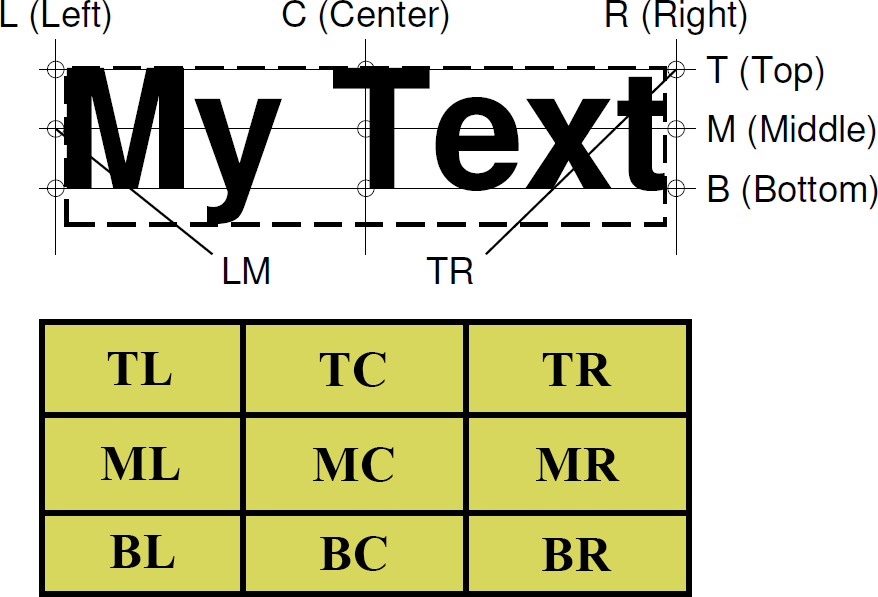 L (Left) C (Center) R (Right)
My Text
T (Top)
M (Middle)
B (Bottom)
LM TR
TL TC TR
ML MC MR
BL BC BR